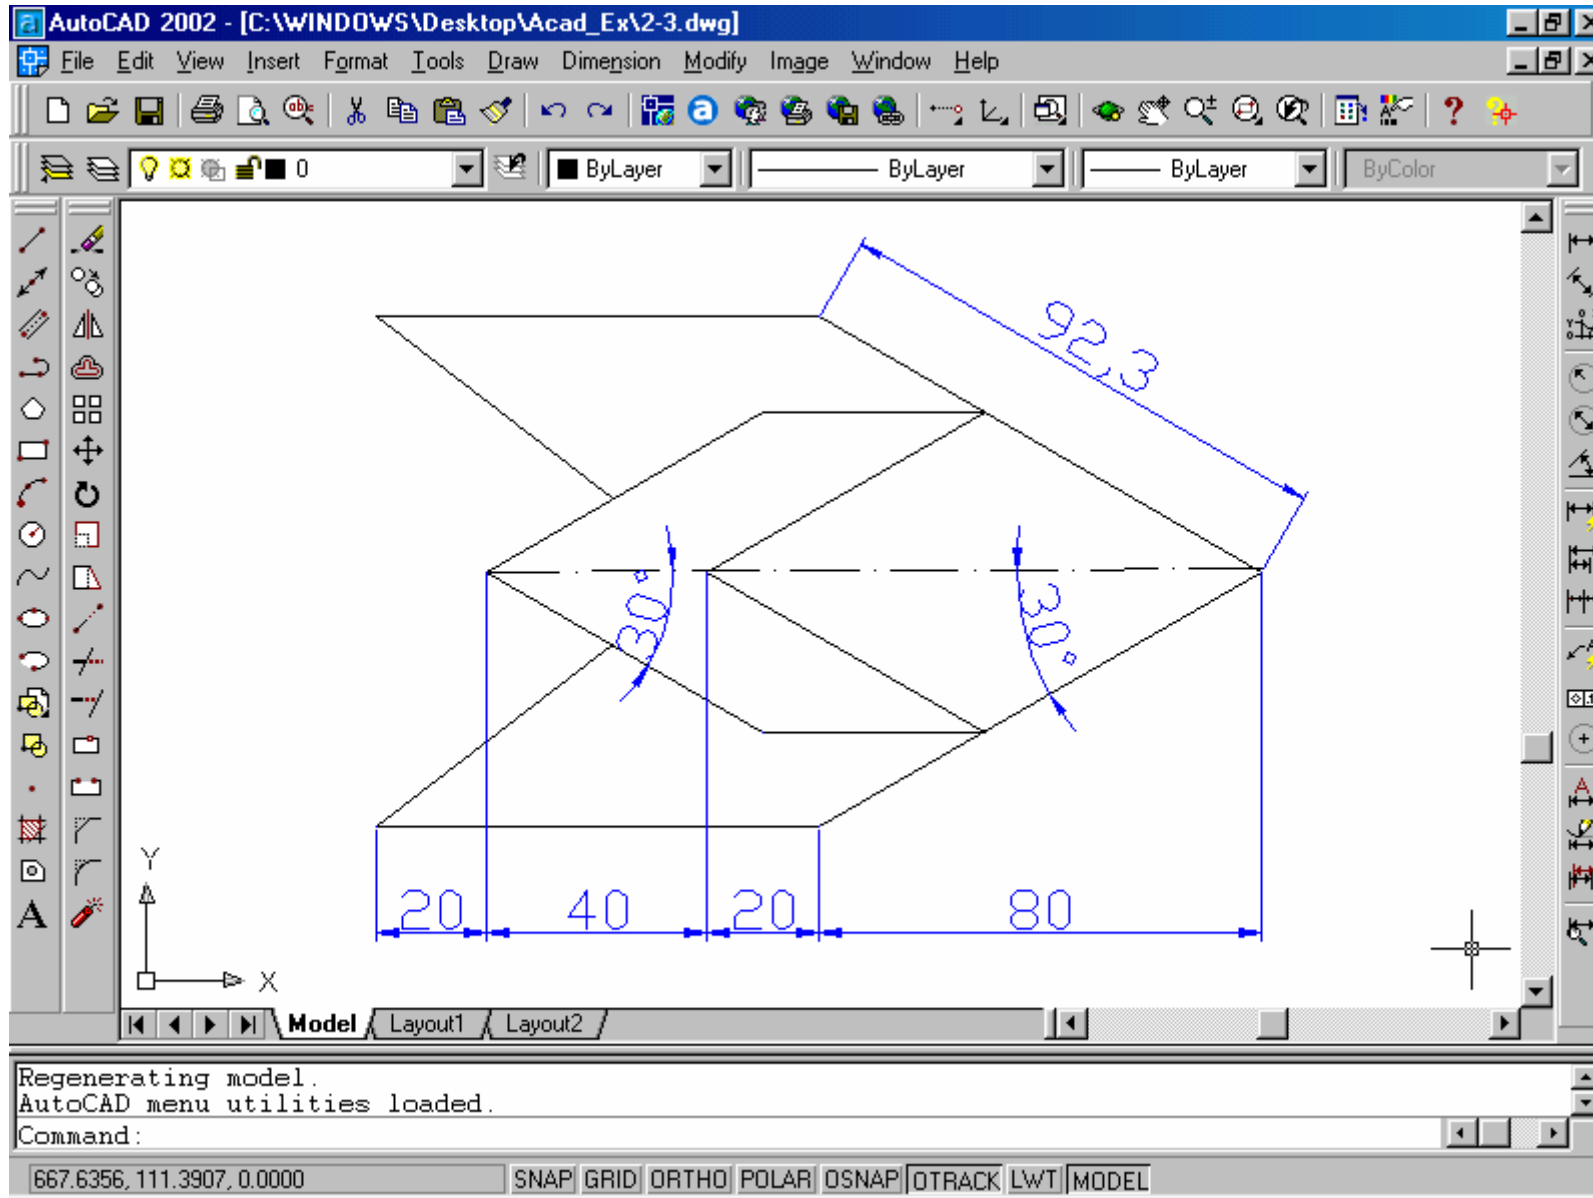 AutoCAD 2002 - [C:\WINDOWS\Desktop\Acad_Ex\2-3.dwg]
File Edit View Insert Format Tools Draw Dimension Modify Image Window Help
0 ByLayer ByLayer ByLayer ByColor
92,3
30°
30°
20 40 20 80
Y
X
A
Model Layout1 Layout2
Regenerating model.
AutoCAD menu utilities loaded.
Command:
667.6356, 111.3907, 0.0000 SNAP GRID ORTHO POLAR OSNAP OTRACK LWT MODEL